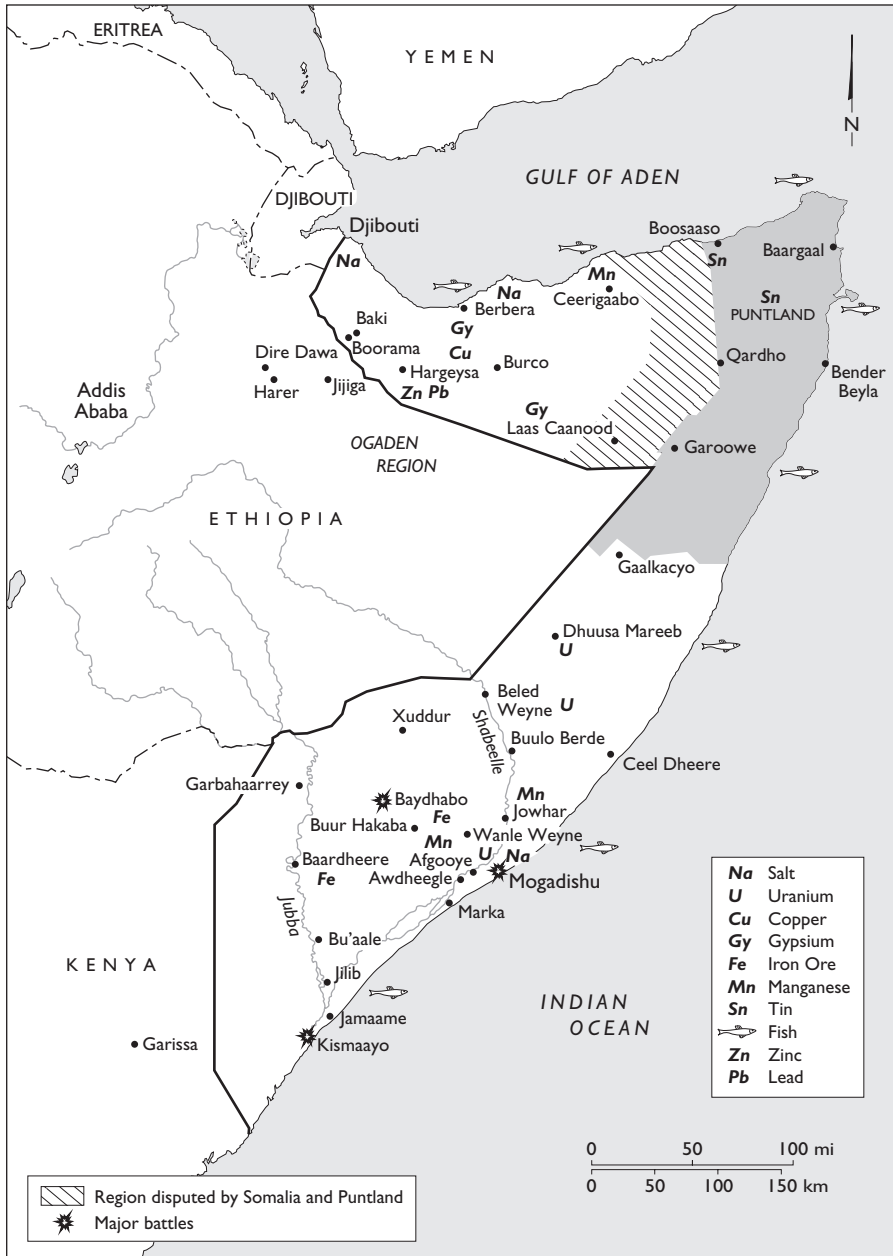 ERITREA
YEMEN
N
GULF OF ADEN
DJIBOUTI
Djibouti
Boosaaso
Baargaal
Na
Mn
Sn
Ceerigaabo
Na
Berbera
Sn
PUNTLAND
Baki
Gy
Boorama
Cu
Dire Dawa
Hargeysa
Burco
Qardho
Bender
Beyla
Harer
Jijiga
Zn Pb
Addis
Ababa
Gy
Laas Caanood
OGADEN
REGION
Garoowe
ETHIOPIA
Gaalkacyo
Dhuusa Mareeb
U
Beled
Weyne
U
Xuddur
Shabeelle
Buulo Berde
Ceel Dheere
Garbahaarrey
Baydhabo
Mn
Jowhar
Fe
Buur Hakaba
Mn
Wanle Weyne
Baardheere
Afgooye
U
Na
Fe
Awdheegle
Mogadishu
Jubba
Marka
Bu'aale
KENYA
Jilib
Jamaame
INDIAN
OCEAN
Garissa
Kismaayo
Na Salt
U Uranium
Cu Copper
Gy Gypsium
Fe Iron Ore
Mn Manganese
Sn Tin
Fish
Zn Zinc
Pb Lead
0 50 100 mi
0 50 100 150 km
Region disputed by Somalia and Puntland
Major battles